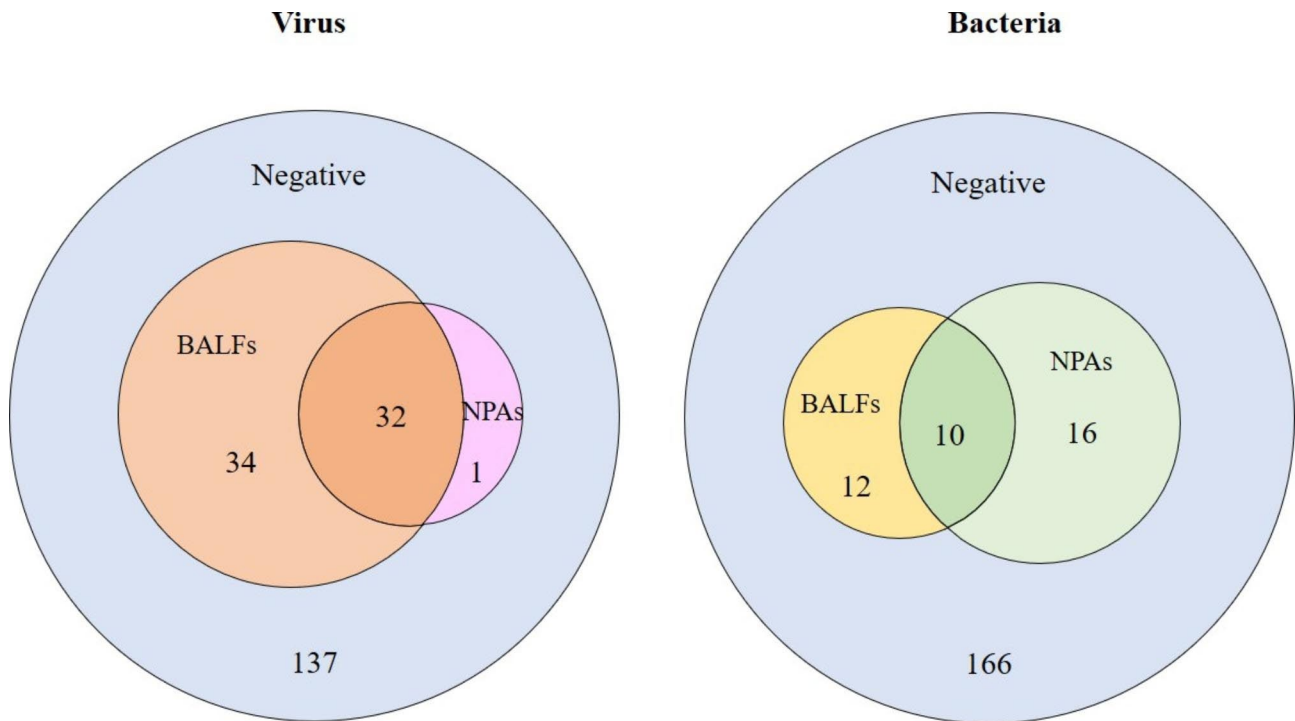 Virus
Negative
BALFs
NPAs
32
34
1
137
Bacteria
Negative
NPAs
BALFs
16
10
12
166